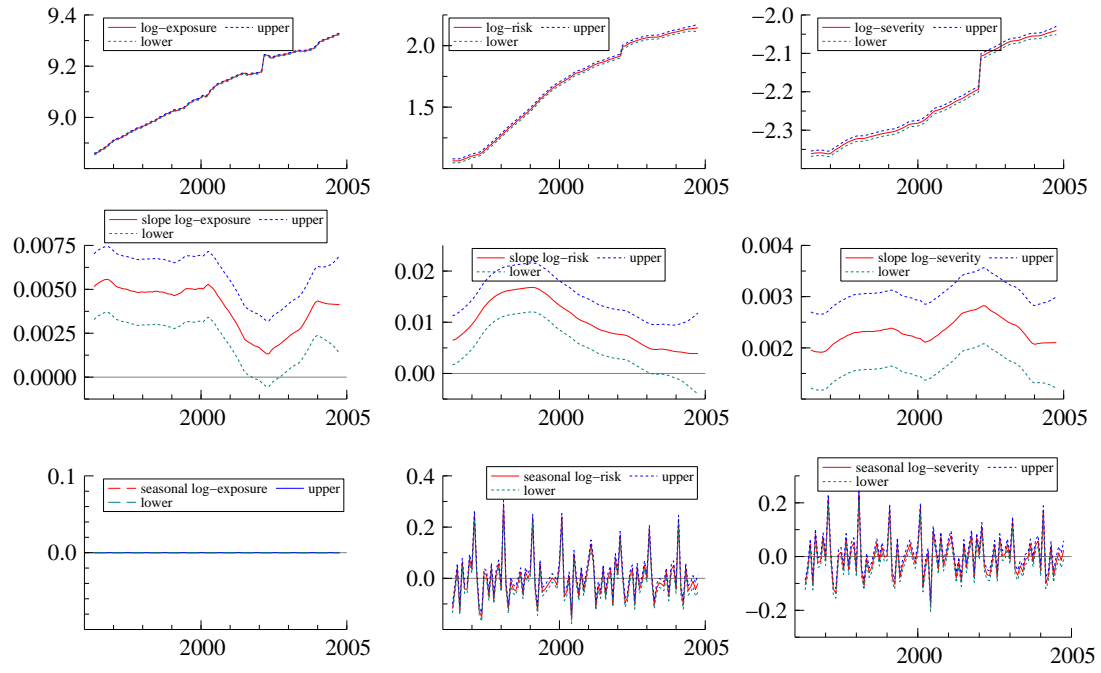 9.4
log−exposure upper
lower
9.2
9.0
2000 2005
log−risk upper
lower
2.0
1.5
2000 2005
−2.0
log−severity upper
lower
−2.1
−2.2
−2.3
2000 2005
slope log−exposure upper
lower
0.0075
0.0050
0.0025
0.0000
2000 2005
slope log−risk upper
lower
0.02
0.01
0.00
2000 2005
0.004
slope log−severity upper
lower
0.003
0.002
2000 2005
0.1
seasonal log−exposure upper
lower
0.0
2000 2005
0.4
seasonal log−risk upper
lower
0.2
0.0
2000 2005
seasonal log−severity upper
lower
0.2
0.0
−0.2
2000 2005